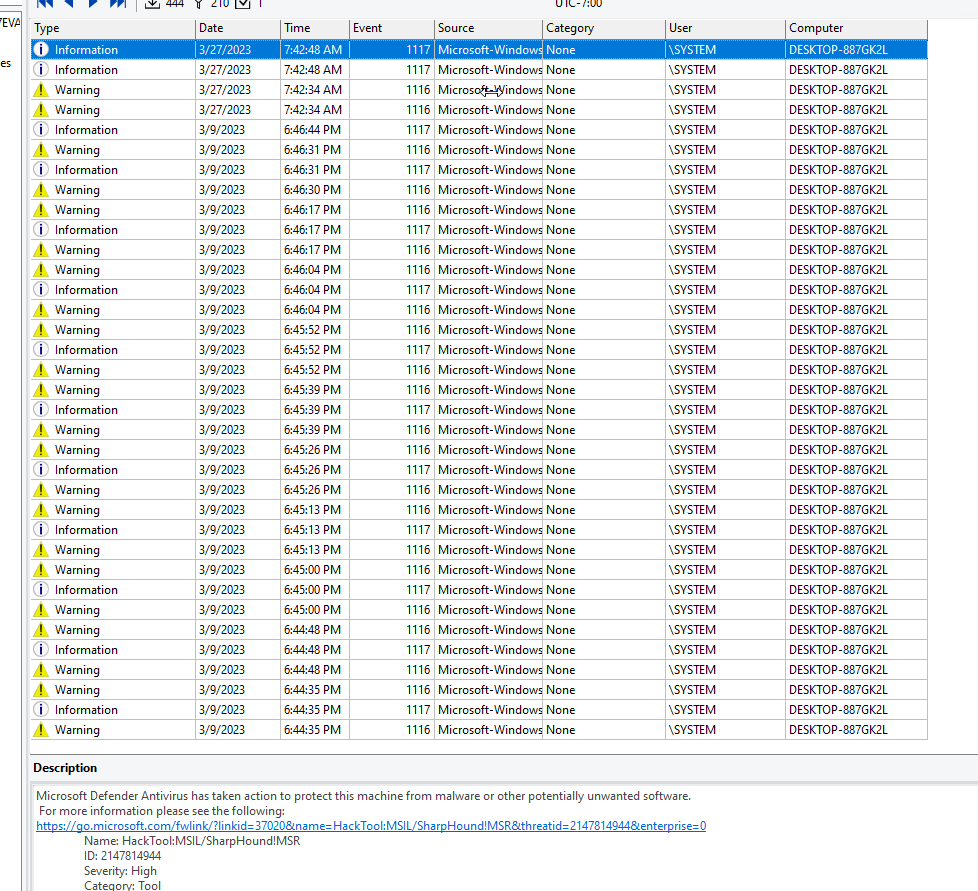 444 210 1 UTC-7:00
/EVA
es
Type Date Time Event Source Category User Computer
Information 3/27/2023 7:42:48 AM 1117 Microsoft-Windows None \SYSTEM DESKTOP-887GK2L
Information 3/27/2023 7:42:48 AM 1117 Microsoft-Windows None \SYSTEM DESKTOP-887GK2L
Warning 3/27/2023 7:42:34 AM 1116 Microsoft-Windows None \SYSTEM DESKTOP-887GK2L
Warning 3/27/2023 7:42:34 AM 1116 Microsoft-Windows None \SYSTEM DESKTOP-887GK2L
Information 3/9/2023 6:46:44 PM 1117 Microsoft-Windows None \SYSTEM DESKTOP-887GK2L
Warning 3/9/2023 6:46:31 PM 1116 Microsoft-Windows None \SYSTEM DESKTOP-887GK2L
Information 3/9/2023 6:46:31 PM 1117 Microsoft-Windows None \SYSTEM DESKTOP-887GK2L
Warning 3/9/2023 6:46:30 PM 1116 Microsoft-Windows None \SYSTEM DESKTOP-887GK2L
Warning 3/9/2023 6:46:17 PM 1116 Microsoft-Windows None \SYSTEM DESKTOP-887GK2L
Information 3/9/2023 6:46:17 PM 1117 Microsoft-Windows None \SYSTEM DESKTOP-887GK2L
Warning 3/9/2023 6:46:17 PM 1116 Microsoft-Windows None \SYSTEM DESKTOP-887GK2L
Warning 3/9/2023 6:46:04 PM 1116 Microsoft-Windows None \SYSTEM DESKTOP-887GK2L
Information 3/9/2023 6:46:04 PM 1117 Microsoft-Windows None \SYSTEM DESKTOP-887GK2L
Warning 3/9/2023 6:46:04 PM 1116 Microsoft-Windows None \SYSTEM DESKTOP-887GK2L
Warning 3/9/2023 6:45:52 PM 1116 Microsoft-Windows None \SYSTEM DESKTOP-887GK2L
Information 3/9/2023 6:45:52 PM 1117 Microsoft-Windows None \SYSTEM DESKTOP-887GK2L
Warning 3/9/2023 6:45:52 PM 1116 Microsoft-Windows None \SYSTEM DESKTOP-887GK2L
Warning 3/9/2023 6:45:39 PM 1116 Microsoft-Windows None \SYSTEM DESKTOP-887GK2L
Information 3/9/2023 6:45:39 PM 1117 Microsoft-Windows None \SYSTEM DESKTOP-887GK2L
Warning 3/9/2023 6:45:39 PM 1116 Microsoft-Windows None \SYSTEM DESKTOP-887GK2L
Warning 3/9/2023 6:45:26 PM 1116 Microsoft-Windows None \SYSTEM DESKTOP-887GK2L
Information 3/9/2023 6:45:26 PM 1117 Microsoft-Windows None \SYSTEM DESKTOP-887GK2L
Warning 3/9/2023 6:45:26 PM 1116 Microsoft-Windows None \SYSTEM DESKTOP-887GK2L
Warning 3/9/2023 6:45:13 PM 1116 Microsoft-Windows None \SYSTEM DESKTOP-887GK2L
Information 3/9/2023 6:45:13 PM 1117 Microsoft-Windows None \SYSTEM DESKTOP-887GK2L
Warning 3/9/2023 6:45:13 PM 1116 Microsoft-Windows None \SYSTEM DESKTOP-887GK2L
Warning 3/9/2023 6:45:00 PM 1116 Microsoft-Windows None \SYSTEM DESKTOP-887GK2L
Information 3/9/2023 6:45:00 PM 1117 Microsoft-Windows None \SYSTEM DESKTOP-887GK2L
Warning 3/9/2023 6:45:00 PM 1116 Microsoft-Windows None \SYSTEM DESKTOP-887GK2L
Warning 3/9/2023 6:44:48 PM 1116 Microsoft-Windows None \SYSTEM DESKTOP-887GK2L
Information 3/9/2023 6:44:48 PM 1117 Microsoft-Windows None \SYSTEM DESKTOP-887GK2L
Warning 3/9/2023 6:44:48 PM 1116 Microsoft-Windows None \SYSTEM DESKTOP-887GK2L
Warning 3/9/2023 6:44:35 PM 1116 Microsoft-Windows None \SYSTEM DESKTOP-887GK2L
Information 3/9/2023 6:44:35 PM 1117 Microsoft-Windows None \SYSTEM DESKTOP-887GK2L
Warning 3/9/2023 6:44:35 PM 1116 Microsoft-Windows None \SYSTEM DESKTOP-887GK2L
Description
Microsoft Defender Antivirus has taken action to protect this machine from malware or other potentially unwanted software.
For more information please see the following:
https://go.microsoft.com/fwlink/?linkid=37020&name=HackTool:MSIL/SharpHound!MSR&threatid=2147814944&enterprise=0
Name: HackTool:MSIL/SharpHound!MSR
ID: 2147814944
Severity: High
Category: Tool